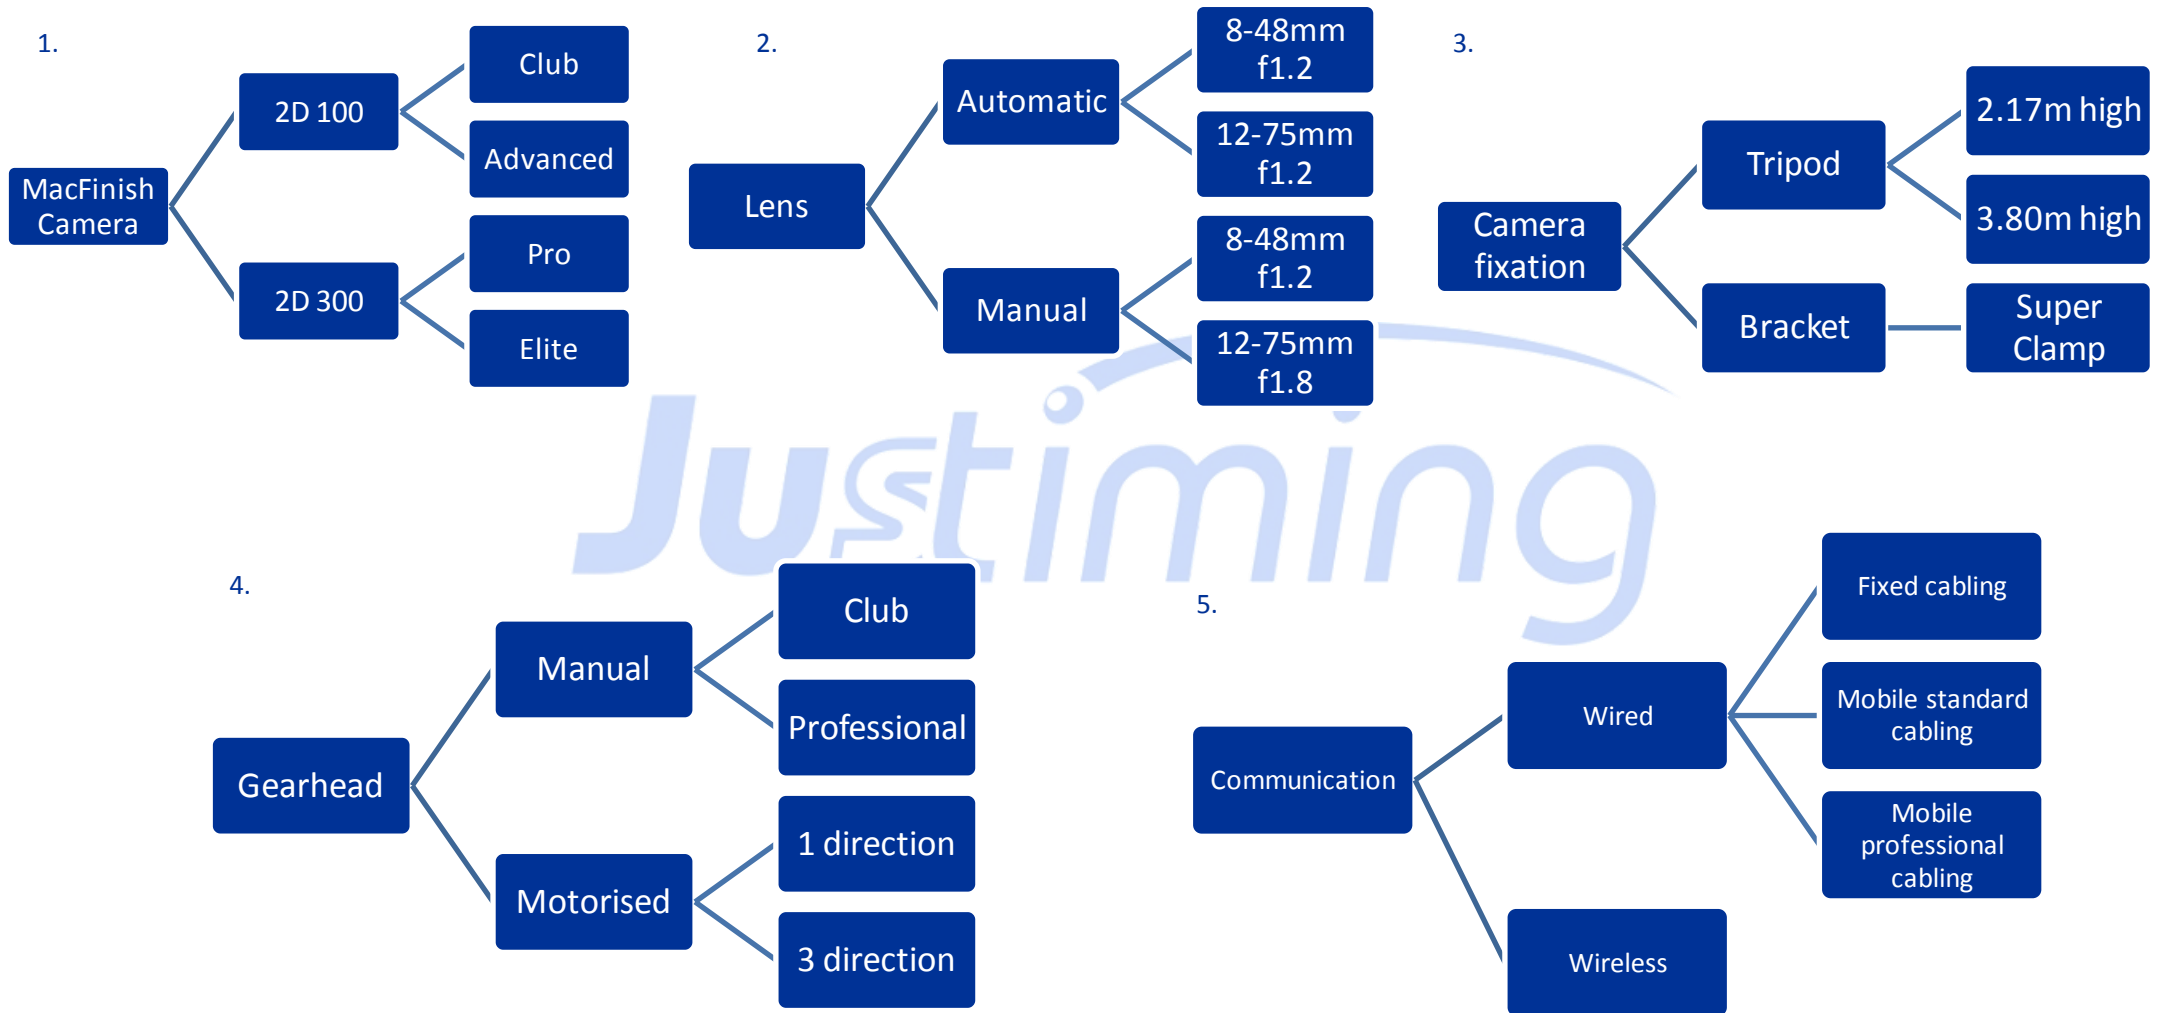 1.
MacFinish
Camera
2D 100
Club
Advanced
2D 300
Pro
Elite
2.
Lens
Automatic
8-48mm
f1.2
12-75mm
f1.2
Manual
8-48mm
f1.2
12-75mm
f1.8
3.
Camera
fixation
Tripod
2.17m high
3.80m high
Bracket
Super
Clamp
Justiming
4.
Gearhead
Manual
Club
Professional
Motorised
1 direction
3 direction
5.
Communication
Wired
Fixed cabling
Mobile standard
cabling
Mobile
professional
cabling
Wireless